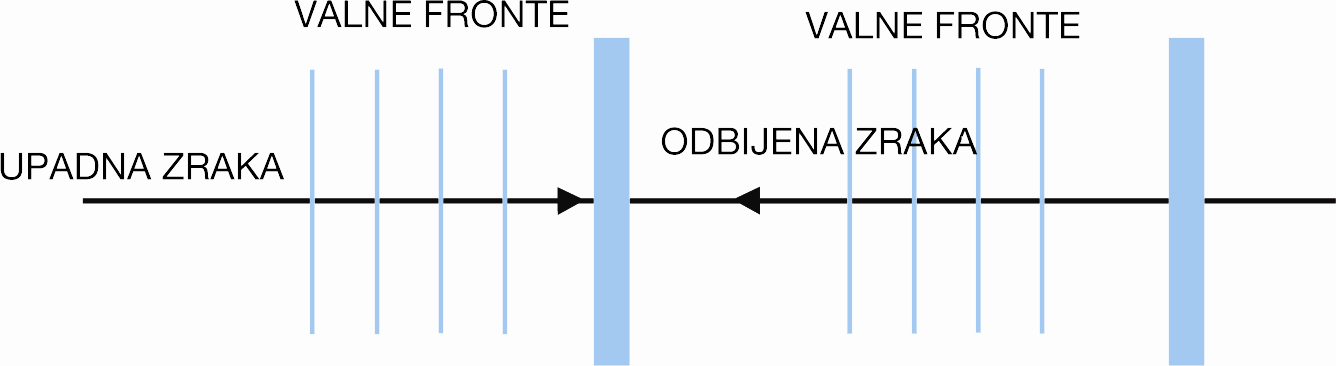 VALNE FRONTE
VALNE FRONTE
ODBIJENA ZRAKA
UPADNA ZRAKA